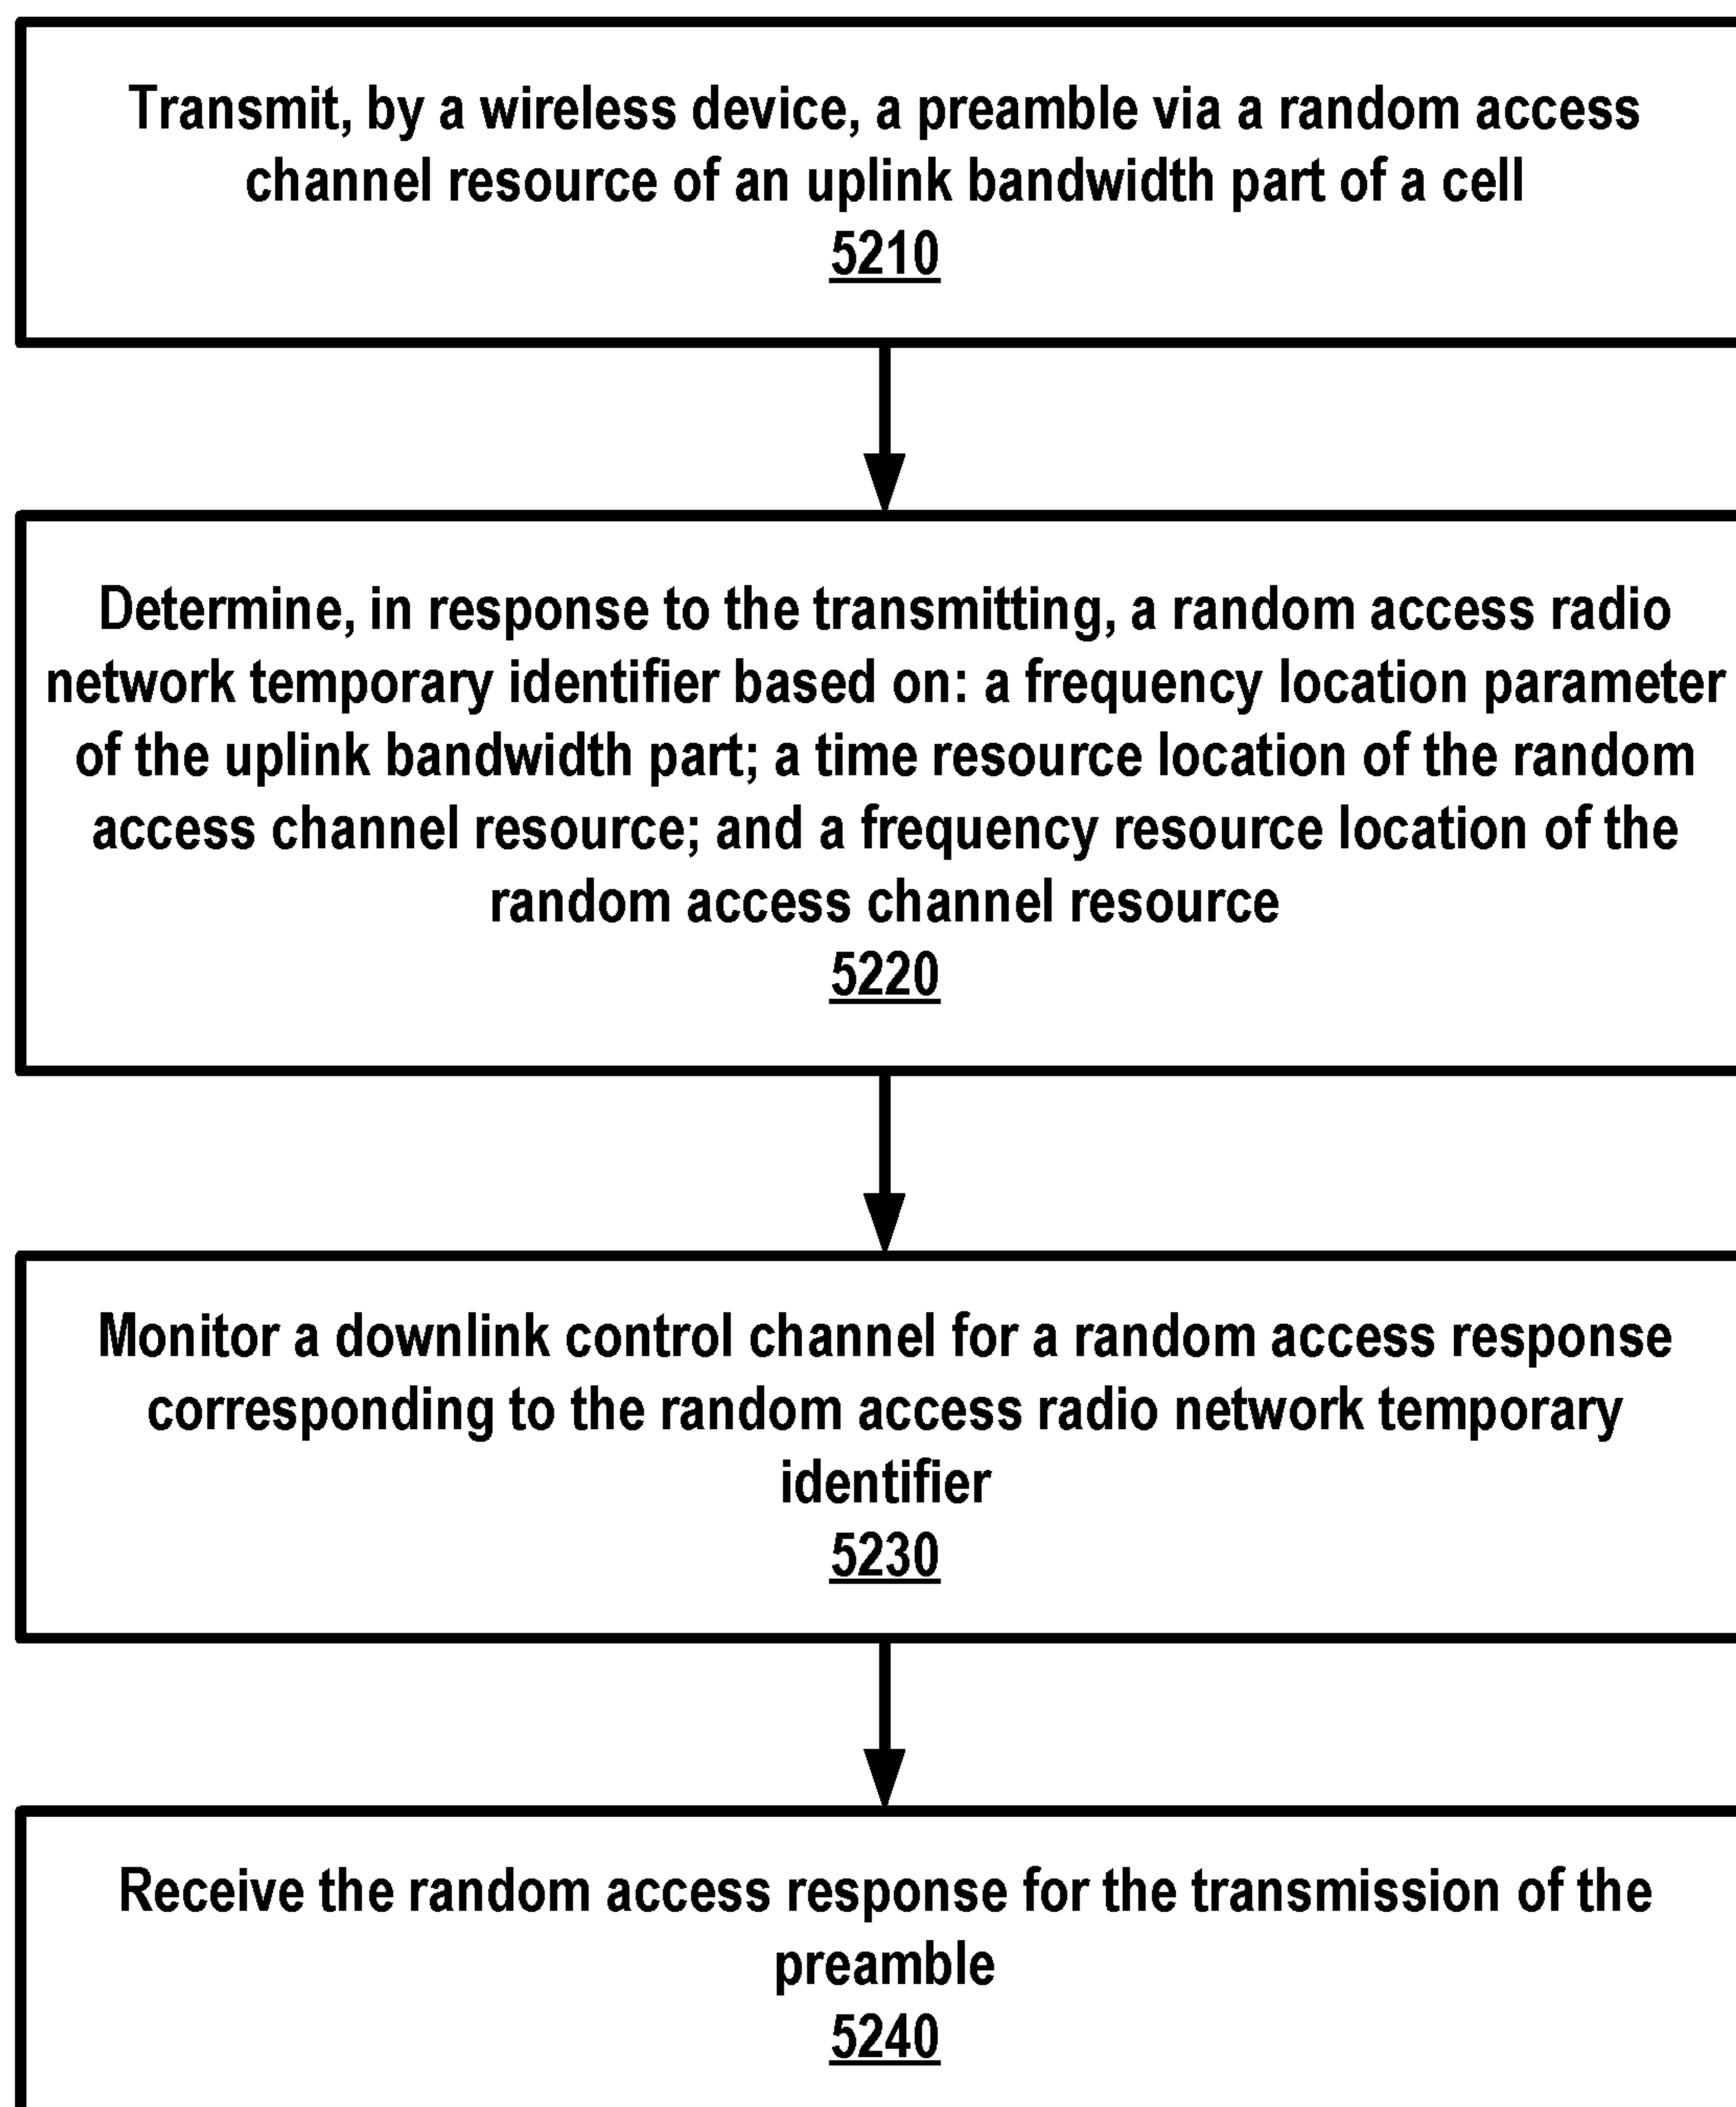 Transmit, by a wireless device, a preamble via a random access
channel resource of an uplink bandwidth part of a cell
5210
Determine, in response to the transmitting, a random access radio
network temporary identifier based on: a frequency location parameter
of the uplink bandwidth part; a time resource location of the random
access channel resource; and a frequency resource location of the
random access channel resource
5220
Monitor a downlink control channel for a random access response
corresponding to the random access radio network temporary
identifier
5230
Receive the random access response for the transmission of the
preamble
5240